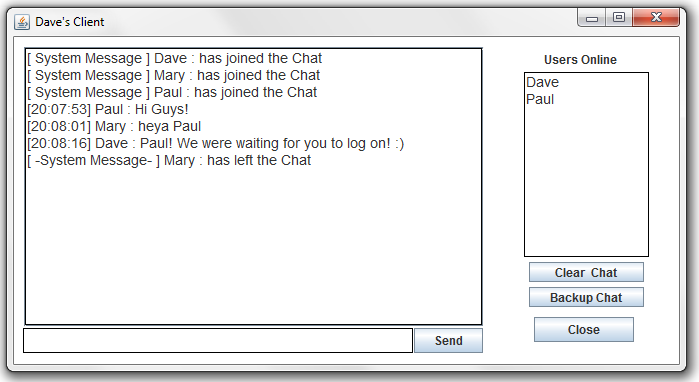 Dave's Client
[ System Message ] Dave : has joined the Chat
[ System Message ] Mary : has joined the Chat
[ System Message ] Paul : has joined the Chat
[20:07:53] Paul : Hi Guys!
[20:08:01] Mary : heya Paul
[20:08:16] Dave : Paul! We were waiting for you to log on! :)
[ -System Message- ] Mary : has left the Chat
Send
Users Online
Dave
Paul
Clear Chat
Backup Chat
Close